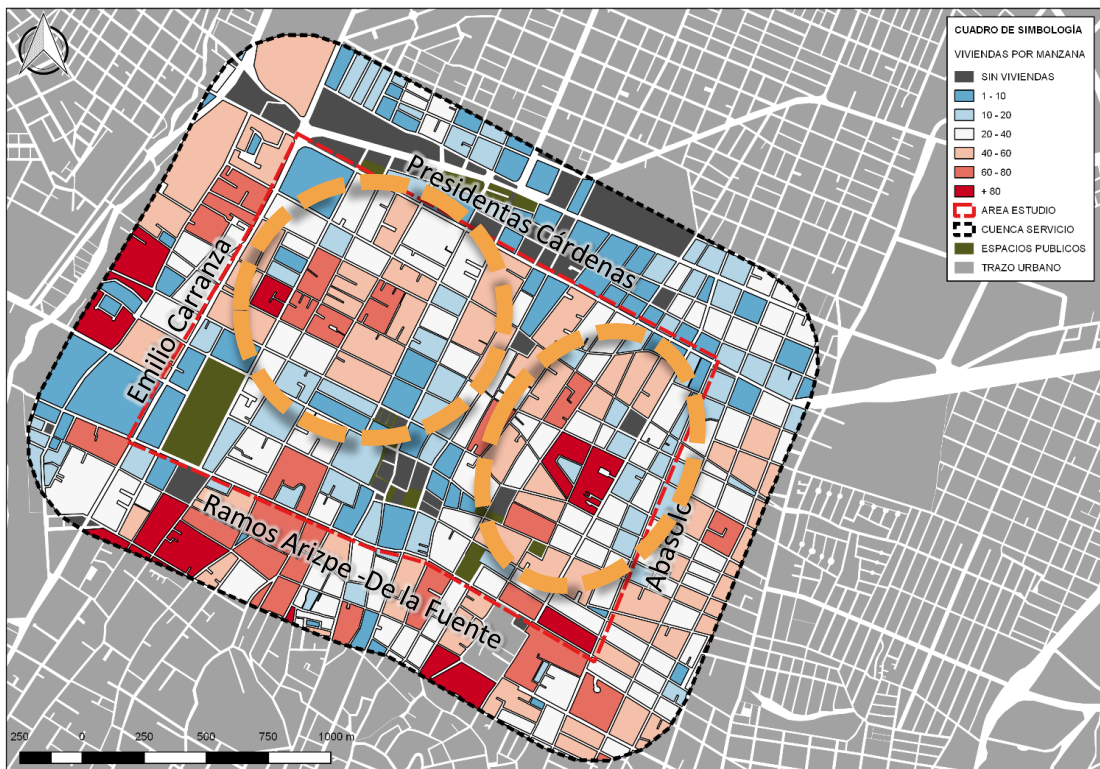 CUADRO DE SIMBOLOGÍA
VIVIENDAS POR MANZANA
SIN VIVIENDAS
1 - 10
10 - 20
20 - 40
40 - 60
60 - 80
+ 80
AREA ESTUDIO
CUENCA SERVICIO
ESPACIOS PUBLICOS
TRAZO URBANO
Presidentas Cárdenas
Emilio Carranza
Ramos Arizpe -De la Fuente
Abasolo
250 0 250 500 750 1000 m